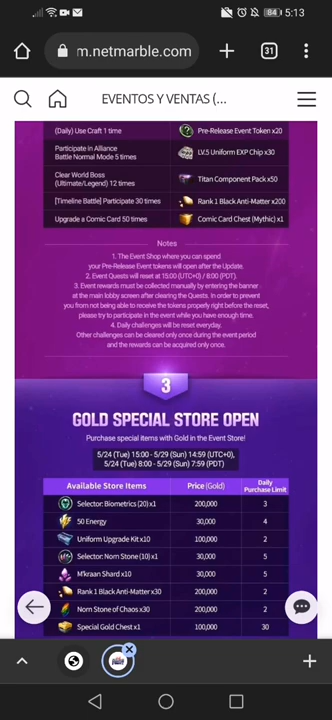 84 5:13
m.netmarble.com
31
EVENTOS Y VENTAS (...
(Daily) Use Craft 1 time
Pre-Release Event Token x20
Participate in Alliance
Battle Normal Mode 5 times
LV.5 Uniform EXP Chip x30
Clear World Boss
(Ultimate/Legend) 12 times
Titan Component Pack x50
[Timeline Battle] Participate 30 times
Rank 1 Black Anti-Matter x200
Upgrade a Comic Card 50 times
Comic Card Chest (Mythic) x1
Notes
1. The Event Shop where you can spend
your Pre-Release Event tokens will open after the Update.
2. Event Quests will reset at 15:00 (UTC+0) / 8:00 (PDT).
3. Event rewards must be collected manually by entering the banner
at the main lobby screen after clearing the Quests. In order to prevent
you from not being able to receive the tokens properly right before the reset,
please try to participate in the event while you have enough time.
4. Daily challenges will be reset everyday.
Other challenges can be cleared only once during the event period
and the rewards can be acquired only once.
3
GOLD SPECIAL STORE OPEN
Purchase special items with Gold in the Event Store!
5/24 (Tue) 15:00 - 5/29 (Sun) 14:59 (UTC+0),
5/24 (Tue) 8:00 - 5/29 (Sun) 7:59 (PDT)
Available Store Items Price (Gold) Daily
Purchase Limit
Selector: Biometrics (20) x1 200,000 3
50 Energy 30,000 4
Uniform Upgrade Kit x10 100,000 2
Selector: Norn Stone (10) x1 30,000 5
M'kraan Shard x10 30,000 5
Rank 1 Black Anti-Matter x30 200,000 2
Norn Stone of Chaos x30 200,000 2
Special Gold Chest x1 100,000 30